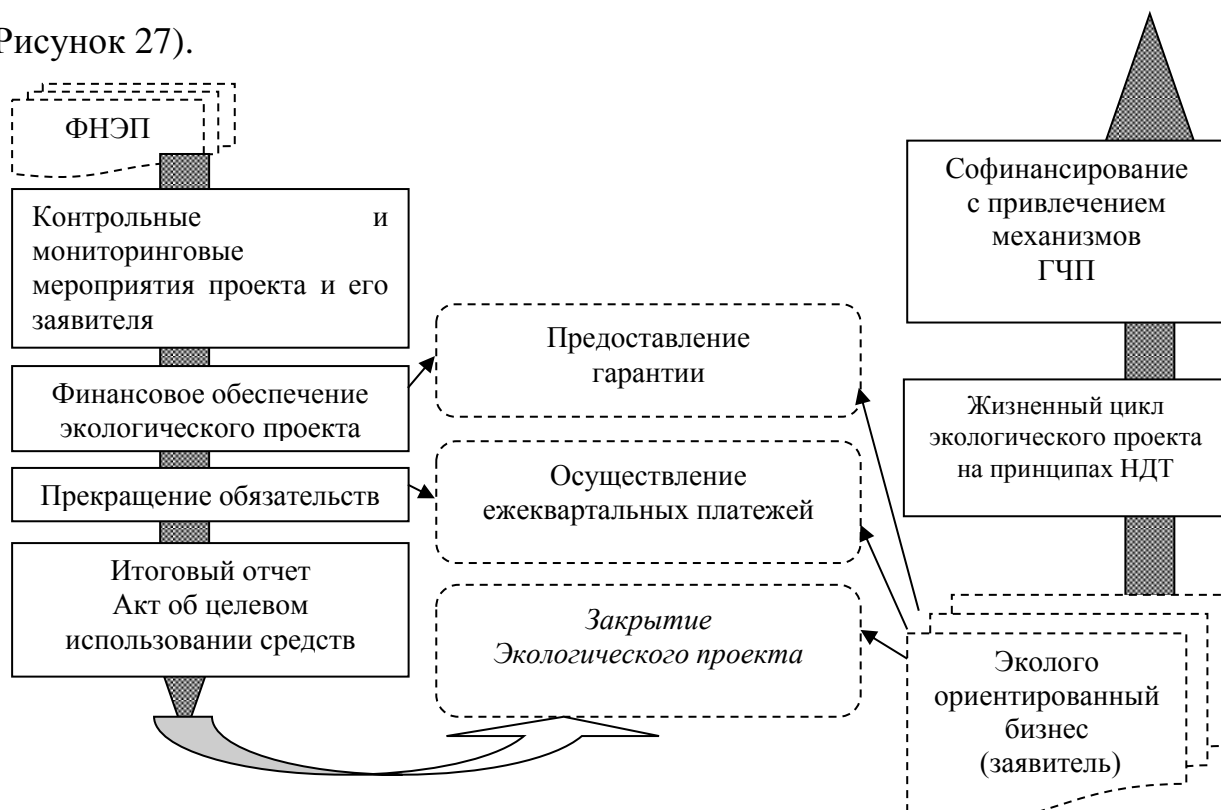 Рисунок 27).
ФНЭП
Контрольные и
мониторинговые
мероприятия проекта и его
заявителя
Финансовое обеспечение
экологического проекта
Прекращение обязательств
Итоговый отчет
Акт об целевом
использовании средств
Предоставление
гарантии
Осуществление
ежеквартальных платежей
Закрытие
Экологического проекта
Софинансирование
с привлечением
механизмов
ГЧП
Жизненный цикл
экологического проекта
на принципах НДТ
Эколого
ориентированный
бизнес
(заявитель)